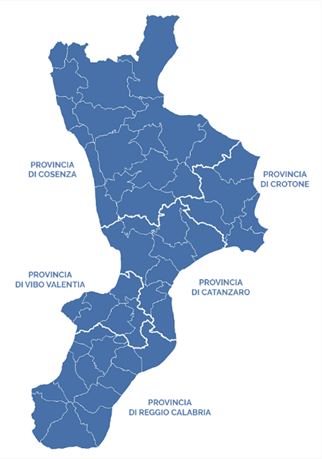 PROVINCIA
DI COSENZA
PROVINCIA
DI CROTONE
PROVINCIA
DI VIBO VALENTIA
PROVINCIA
DI CATANZARO
PROVINCIA
DI REGGIO CALABRIA